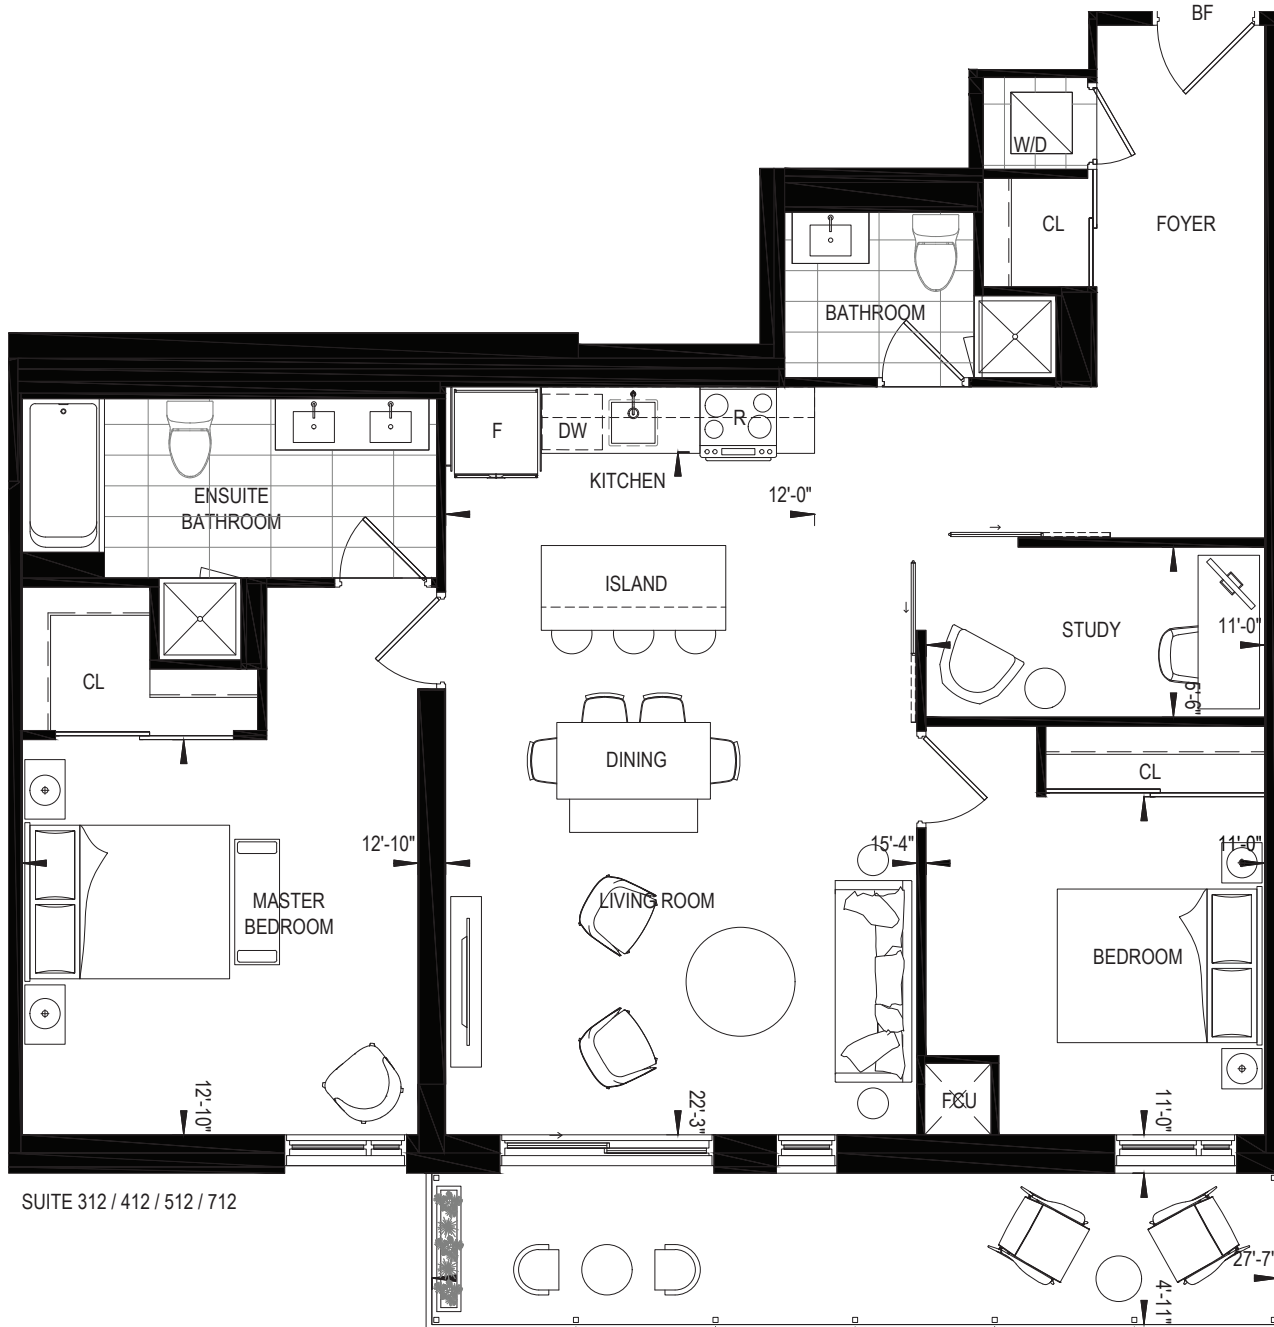 BF
W/D
CL
FOYER
BATHROOM
F
DW
R
KITCHEN
12'-0"
ENSUITE
BATHROOM
ISLAND
STUDY
11'-0"
5'-6"
CL
DINING
CL
12'-10"
15'-4"
11'-0"
MASTER
BEDROOM
LIVING ROOM
BEDROOM
FCU
12'-10"
22'-3"
11'-0"
SUITE 312 / 412 / 512 / 712
27'-7"
4'-11"